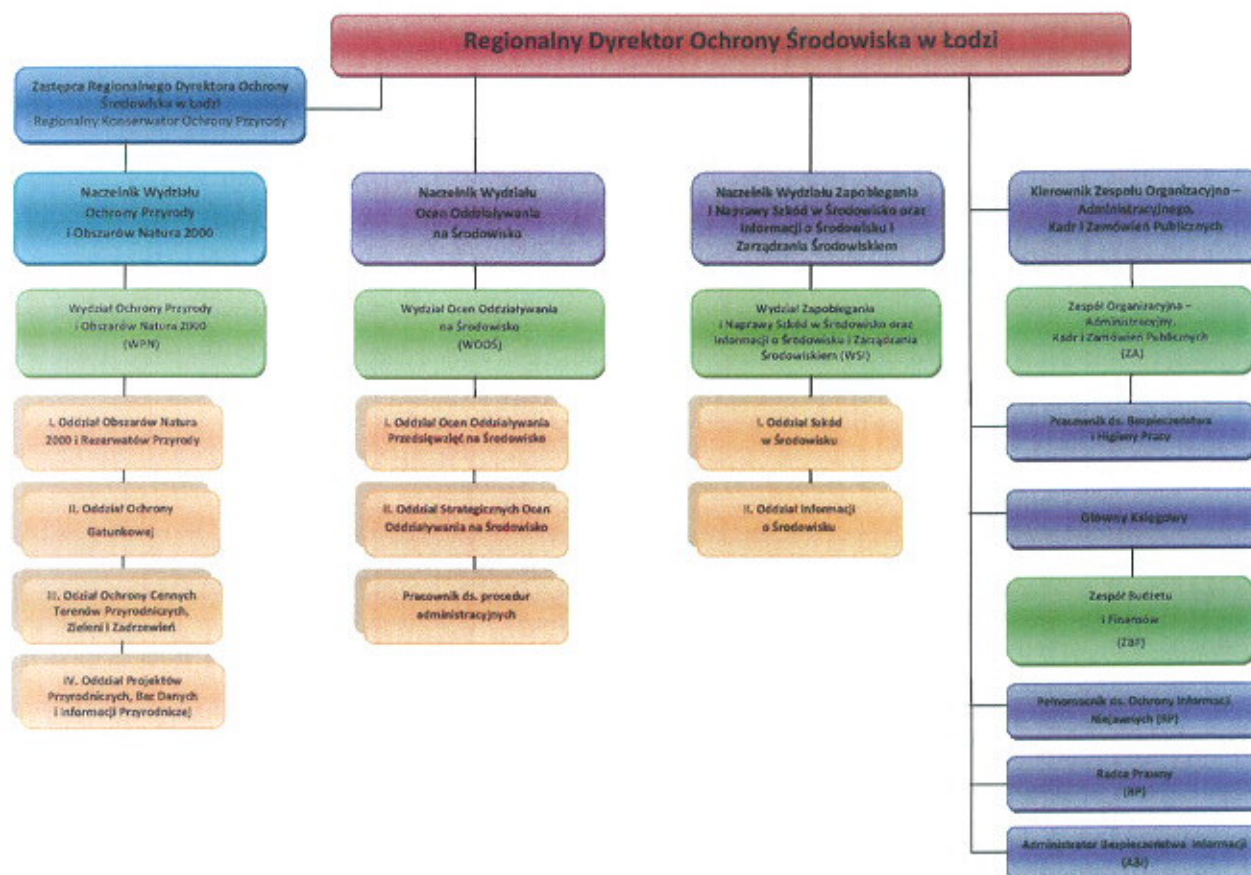 Regionalny Dyrektor Ochrony Środowiska w Łodzi
Zastępca Regionalnego Dyrektora Ochrony
Środowiska w Łodzi
Regionalny Konserwator Ochrony Przyrody
Naczelnik Wydziału
Ochrony Przyrody
i Obszarów Natura 2000
Wydział Ochrony Przyrody
i Obszarów Natura 2000
(WPN)
I. Oddział Obszarów Natura
2000 i Rezerwatów Przyrody
II. Oddział Ochrony
Gatunkowej
III. Odział Ochrony Cennych
Terenów Przyrodniczych,
Zieleni i Zadrzewień
IV. Oddział Projektów
Przyrodniczych, Baz Danych
i Informacji Przyrodniczej
Naczelnik Wydziału
Ocen Oddziaływania
na Środowisko
Wydział Ocen Oddziaływania
na Środowisko
(WOOŚ)
I. Oddział Ocen Oddziaływania
Przedsięwzięć na Środowisko
II. Oddział Strategicznych Ocen
Oddziaływania na Środowisko
Pracownik ds. procedur
administracyjnych
Naczelnik Wydziału Zapobiegania
i Naprawy Szkód w Środowisko oraz
Informacji o Środowisku i
Zarządzania Środowiskiem
Wydział Zapobiegania
i Naprawy Szkód w Środowisko oraz
Informacji o Środowisku i Zarządzania
Środowiskiem (WSI)
I. Oddział Szkód
w Środowisku
II. Oddział Informacji
o Środowisku
Kierownik Zespołu Organizacyjno –
Administracyjnego,
Kadr i Zamówień Publicznych
Zespół Organizacyjno –
Administracyjny,
Kadr i Zamówień Publicznych
(ZA)
Pracownik ds. Bezpieczeństwa
i Higieny Pracy
Główny Księgowy
Zespół Budżetu
i Finansów
(ZBF)
Pełnomocnik ds. Ochrony Informacji
Niejawnych (RP)
Radca Prawny
(RP)
Administrator Bezpieczeństwa Informacji
(ABI)